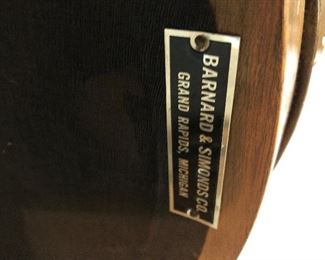 BARNARD & SIMONDS CO.
GRAND RAPIDS, MICHIGAN